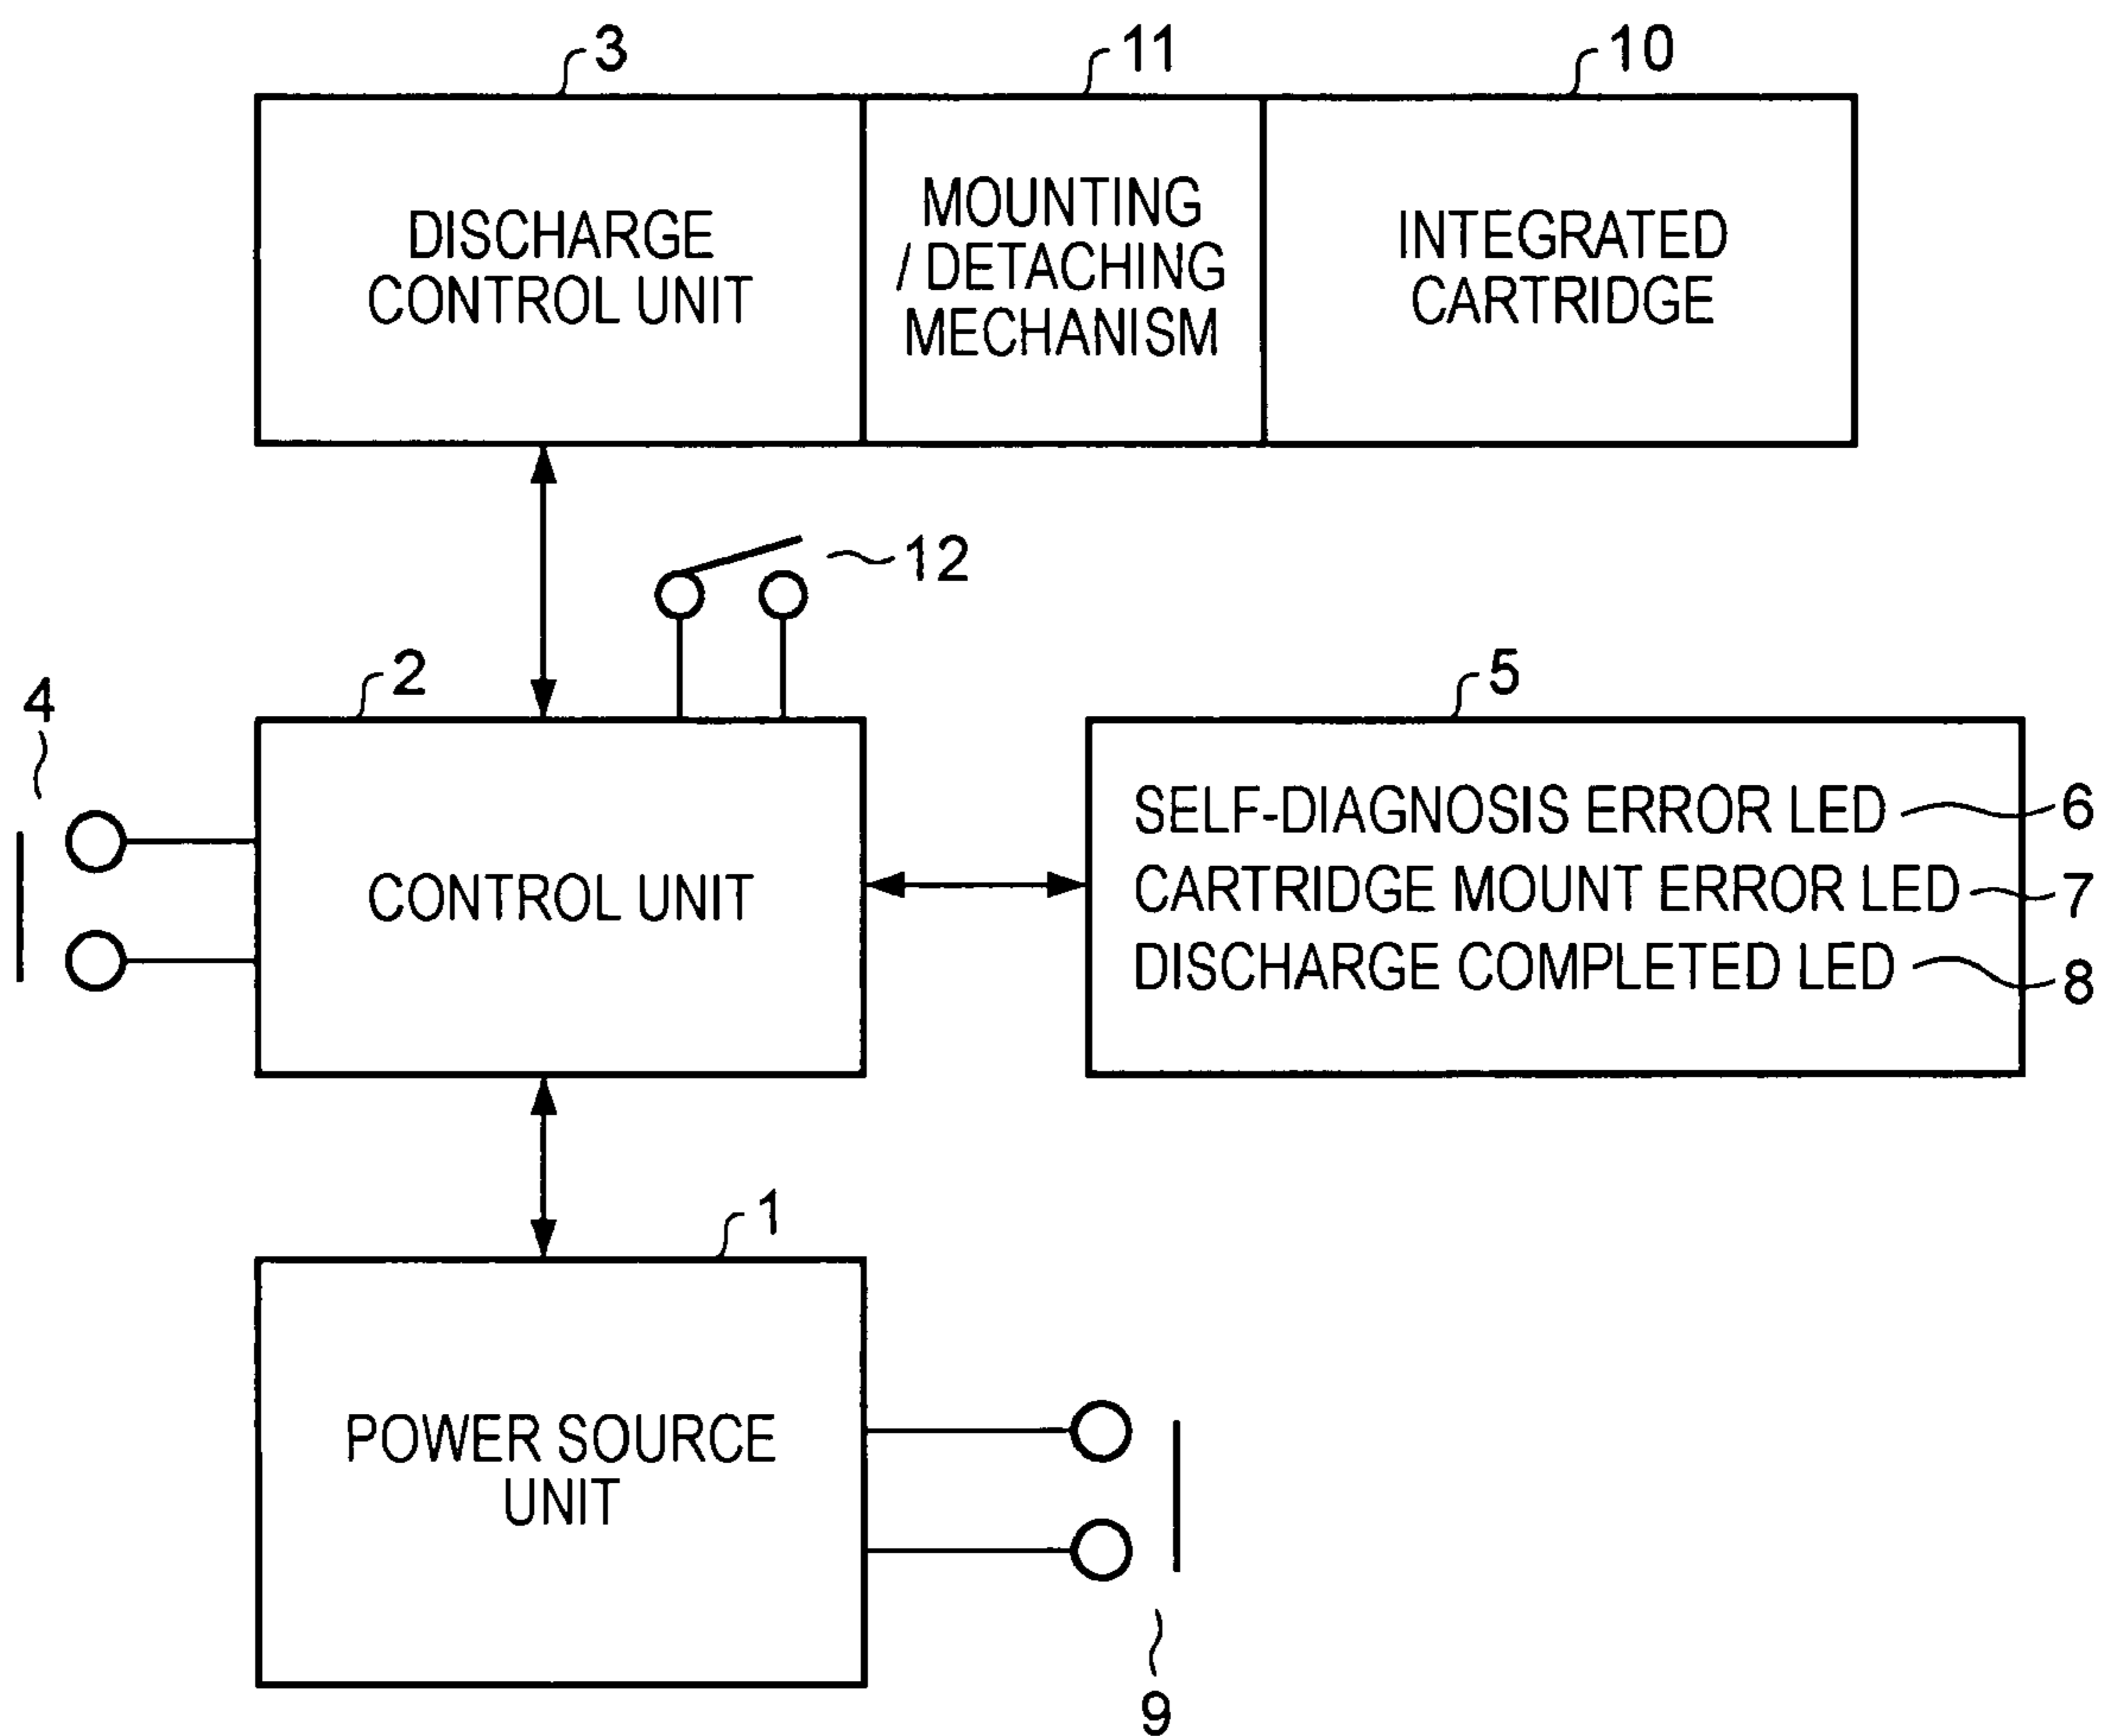 3
11
10
DISCHARGE
CONTROL UNIT
MOUNTING
/ DETACHING
MECHANISM
INTEGRATED
CARTRIDGE
12
4
2
5
CONTROL UNIT
SELF-DIAGNOSIS ERROR LED 6
CARTRIDGE MOUNT ERROR LED 7
DISCHARGE COMPLETED LED 8
1
POWER SOURCE
UNIT
9